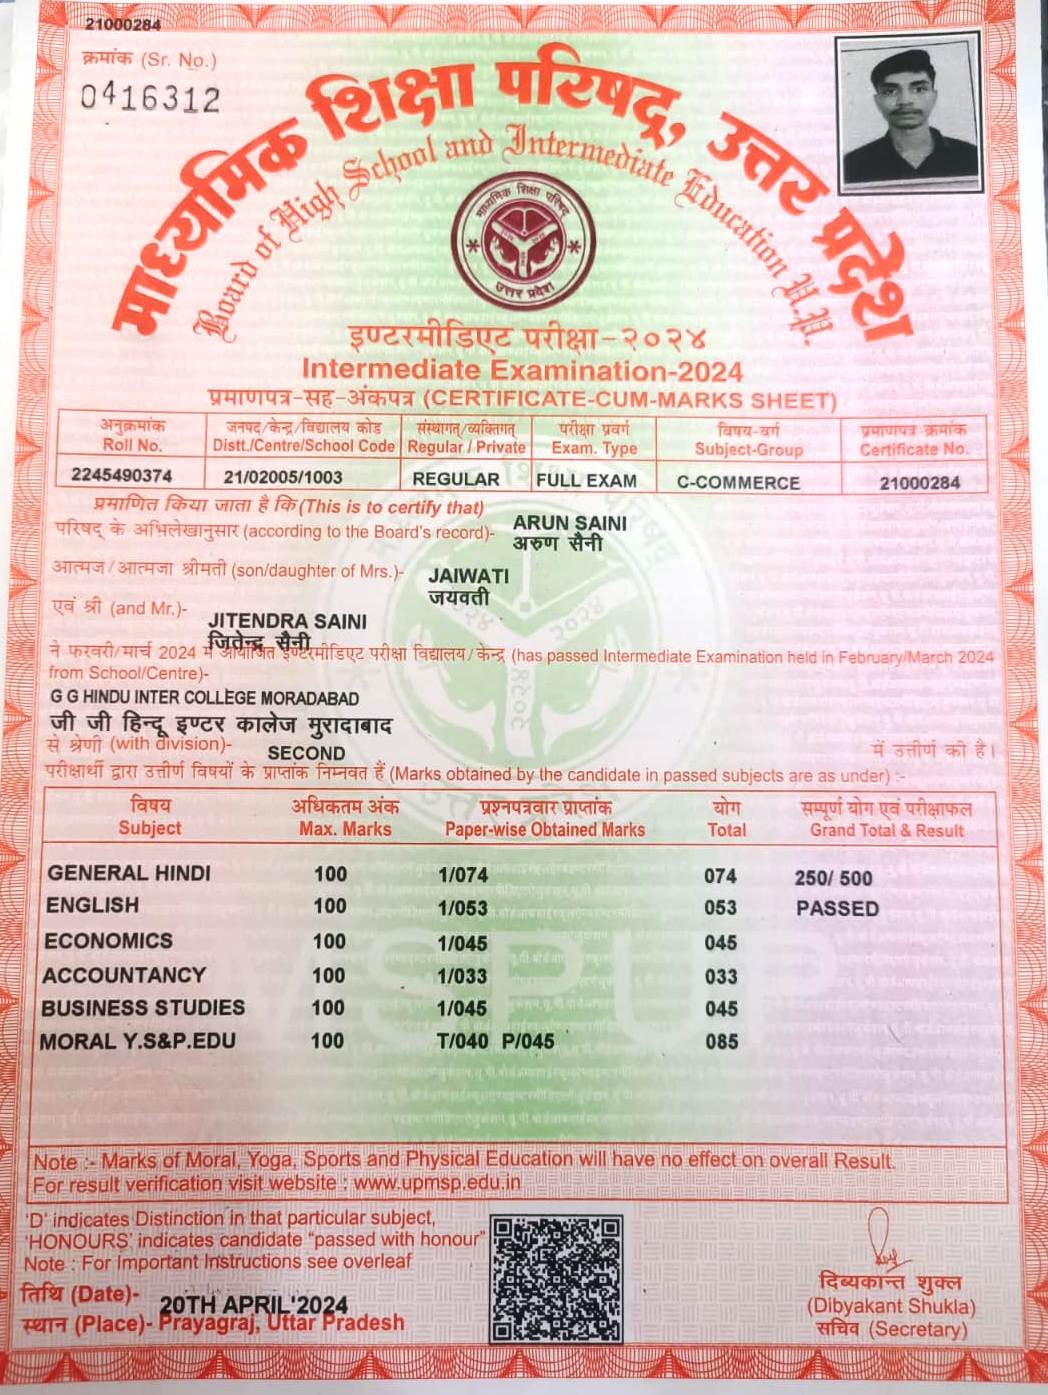 21000284
क्रमांक (Sr. No.)
0416312
माध्यमिक शिक्षा परिषद्, उत्तर प्रदेश
Board of High School and Intermediate Education U.P.
माध्यमिक शिक्षा परिषद
उत्तर प्रदेश
इण्टरमीडिएट परीक्षा-२०२४
Intermediate Examination-2024
प्रमाणपत्र-सह-अंकपत्र (CERTIFICATE-CUM-MARKS SHEET)
अनुक्रमांक जनपद/केन्द्र/विद्यालय कोड संस्थागत/व्यक्तिगत् परीक्षा प्रवर्ग विषय-वर्ग प्रमाणपत्र क्रमांक
Roll No. Distt./Centre/School Code Regular / Private Exam. Type Subject-Group Certificate No.
2245490374 21/02005/1003 REGULAR FULL EXAM C-COMMERCE 21000284
प्रमाणित किया जाता है कि (This is to certify that)
परिषद् के अभिलेखानुसार (according to the Board's record)- ARUN SAINI
अरुण सैनी
आत्मज/आत्मजा श्रीमती (son/daughter of Mrs.)- JAIWATI
जयवती
एवं श्री (and Mr.)-
JITENDRA SAINI
जितेन्द्र सैनी
ने फरवरी/मार्च 2024 में आयोजित इण्टरमीडिएट परीक्षा विद्यालय/केन्द्र (has passed Intermediate Examination held in February/March 2024
from School/Centre)-
G G HINDU INTER COLLEGE MORADABAD
जी जी हिन्दू इण्टर कालेज मुरादाबाद
से श्रेणी (with division)- SECOND में उत्तीर्ण की है।
परीक्षार्थी द्वारा उत्तीर्ण विषयों के प्राप्तांक निम्नवत हैं (Marks obtained by the candidate in passed subjects are as under) :-
विषय अधिकतम अंक प्रश्नपत्रवार प्राप्तांक योग सम्पूर्ण योग एवं परीक्षाफल
Subject Max. Marks Paper-wise Obtained Marks Total Grand Total & Result
GENERAL HINDI 100 1/074 074 250/ 500
ENGLISH 100 1/053 053 PASSED
ECONOMICS 100 1/045 045
ACCOUNTANCY 100 1/033 033
BUSINESS STUDIES 100 1/045 045
MORAL Y.S&P.EDU 100 T/040 P/045 085
Note :- Marks of Moral, Yoga, Sports and Physical Education will have no effect on overall Result.
For result verification visit website : www.upmsp.edu.in
'D' indicates Distinction in that particular subject,
'HONOURS' indicates candidate "passed with honour"
Note : For Important Instructions see overleaf
तिथि (Date)- 20TH APRIL'2024
स्थान (Place)- Prayagraj, Uttar Pradesh
दिब्यकान्त शुक्ल
(Dibyakant Shukla)
सचिव (Secretary)